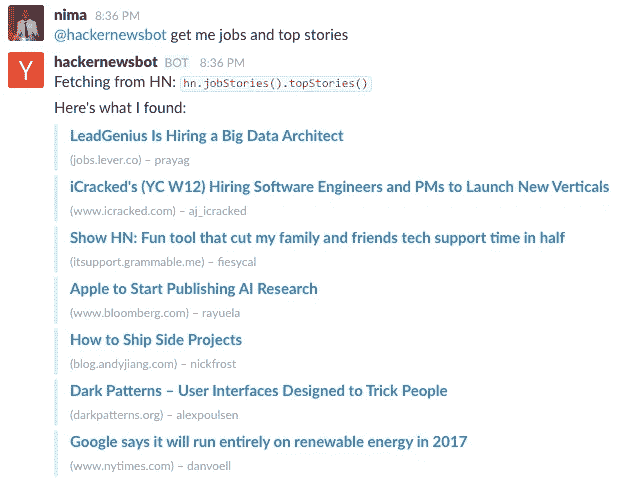 nima 8:36 PM
@hackernewsbot get me jobs and top stories
Y
hackernewsbot BOT 8:36 PM
Fetching from HN: hn.jobStories().topStories()
Here's what I found:
LeadGenius Is Hiring a Big Data Architect
(jobs.lever.co) – prayag
iCracked's (YC W12) Hiring Software Engineers and PMs to Launch New Verticals
(www.icracked.com) – aj_icracked
Show HN: Fun tool that cut my family and friends tech support time in half
(itsupport.grammable.me) – fiesycal
Apple to Start Publishing AI Research
(www.bloomberg.com) – rayuela
How to Ship Side Projects
(blog.andyjiang.com) – nickfrost
Dark Patterns – User Interfaces Designed to Trick People
(darkpatterns.org) – alexpoulsen
Google says it will run entirely on renewable energy in 2017
(www.nytimes.com) – danvoell